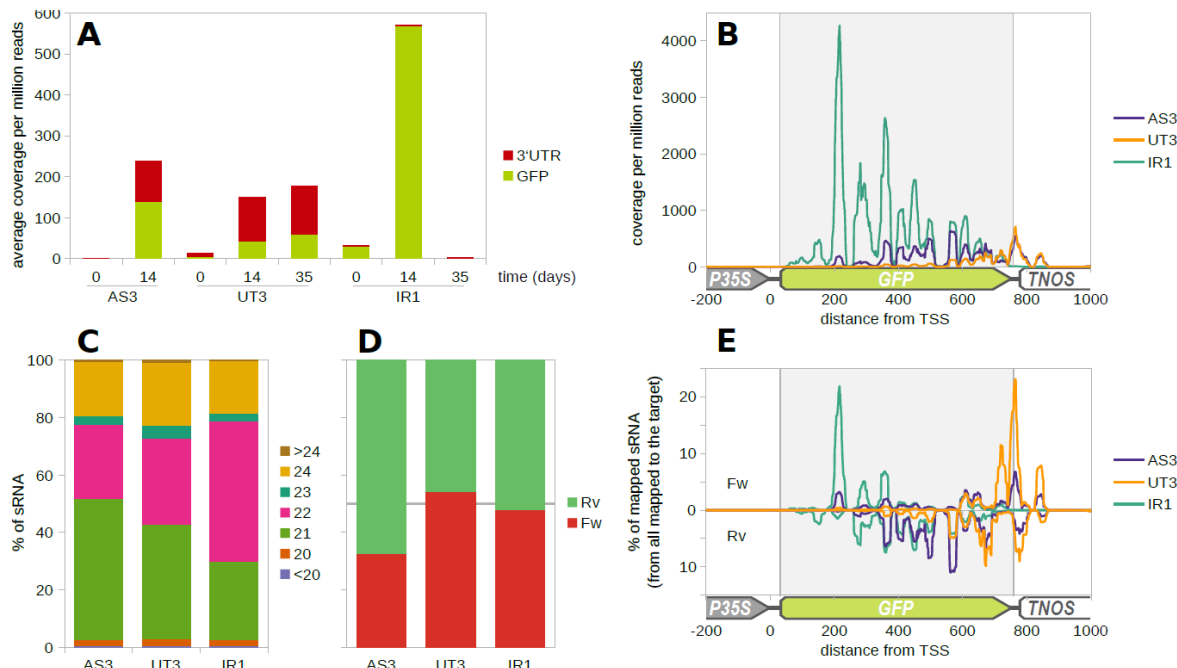 A
average coverage per million reads
600
500
400
300
200
100
0
3'UTR
GFP
0 14 0 14 35 0 14 35 time (days)
AS3 UT3 IR1
B
coverage per million reads
4000
3000
2000
1000
0
AS3
UT3
IR1
P35S GFP TNOS
-200 0 200 400 600 800 1000
distance from TSS
C
% of sRNA
100
80
60
40
20
0
>24
24
23
22
21
20
<20
AS3 UT3 IR1
D
Rv
Fw
AS3 UT3 IR1
E
% of mapped sRNA
(from all mapped to the target)
20
10
0
10
Fw
Rv
AS3
UT3
IR1
P35S GFP TNOS
-200 0 200 400 600 800 1000
distance from TSS